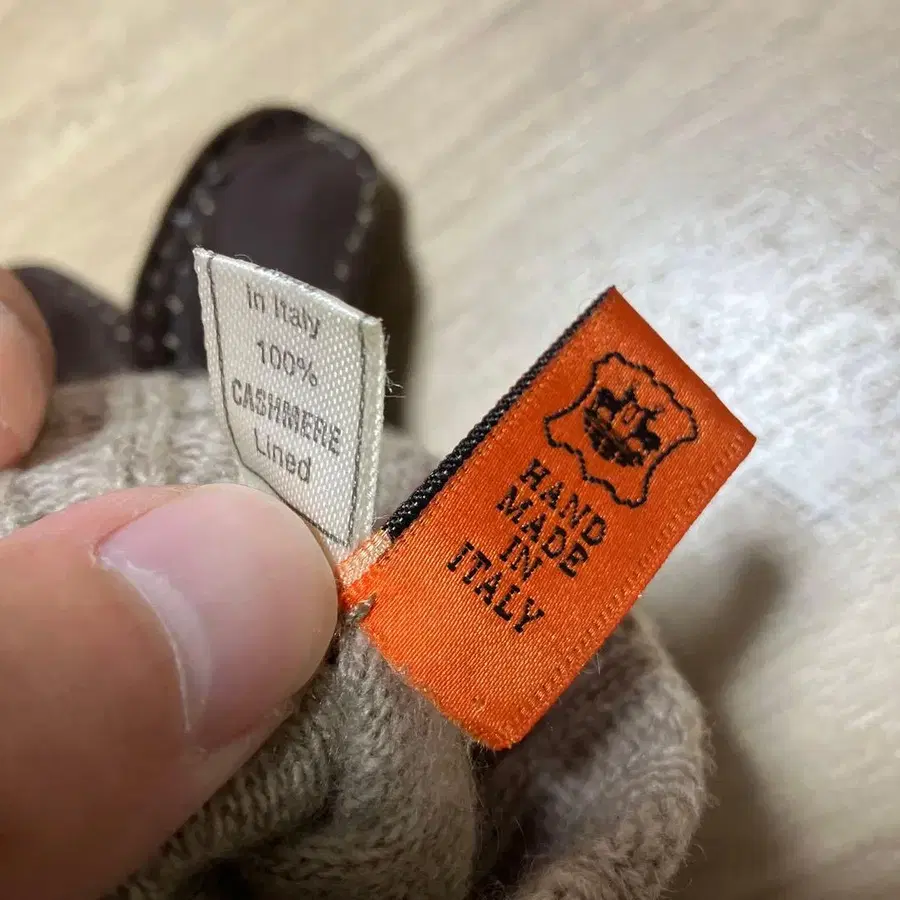 in Italy
100%
CASHMERE
Lined
HAND
MADE
IN
ITALY